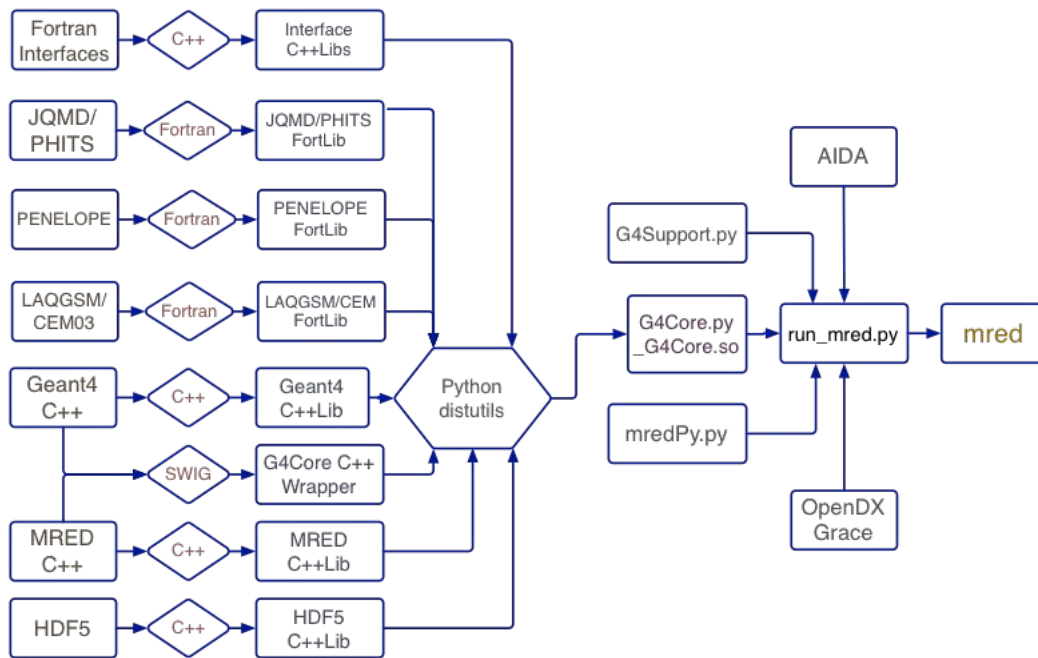 Fortran
Interfaces
C++
Interface
C++Libs
JQMD/
PHITS
Fortran
JQMD/PHITS
FortLib
PENELOPE
Fortran
PENELOPE
FortLib
LAQGSM/
CEM03
Fortran
LAQGSM/CEM
FortLib
Geant4
C++
C++
Geant4
C++Lib
SWIG
G4Core C++
Wrapper
MRED
C++
C++
MRED
C++Lib
HDF5
C++
HDF5
C++Lib
Python
distutils
AIDA
G4Support.py
G4Core.py
_G4Core.so
mredPy.py
run_mred.py
OpenDX
Grace
mred